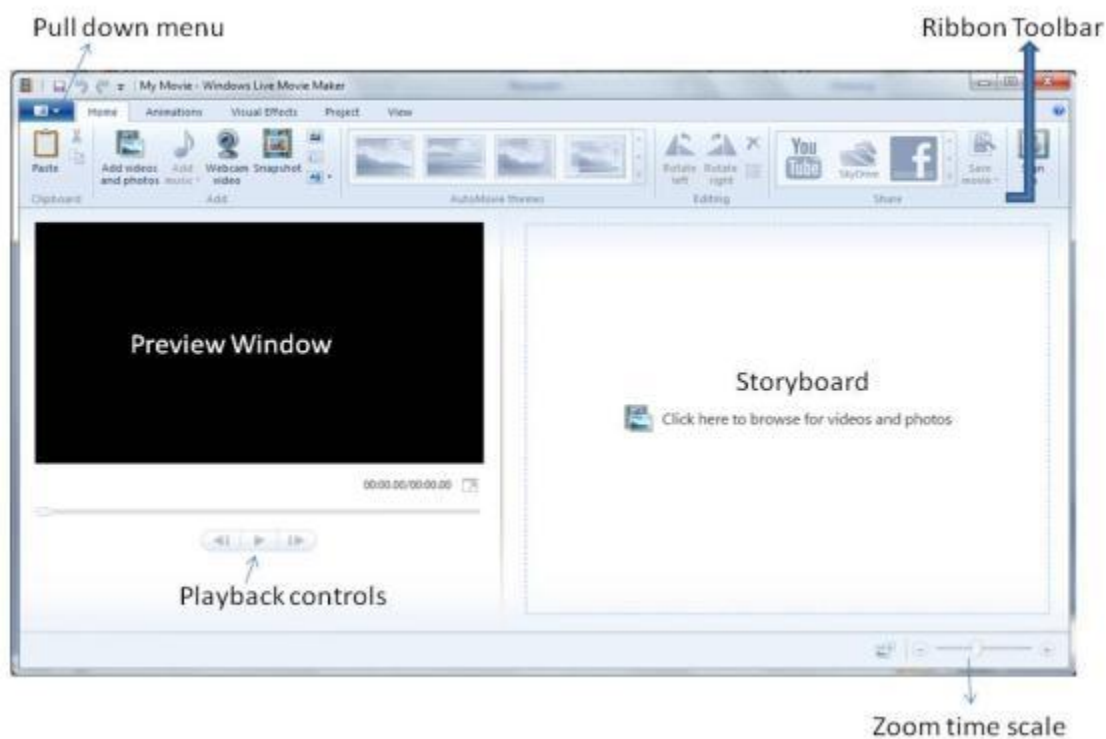 Pull down menu
Ribbon Toolbar
My Movie - Windows Live Movie Maker
Home Animations Visual Effects Project View
Paste
Add videos and photos
Add music
Webcam video
Snapshot
Rotate left
Rotate right
You Tube
SkyDrive
f
Save movie
Clipboard
Add
AutoMovie themes
Editing
Share
Preview Window
Storyboard
Click here to browse for videos and photos
00:00.00/00:00.00
Playback controls
Zoom time scale